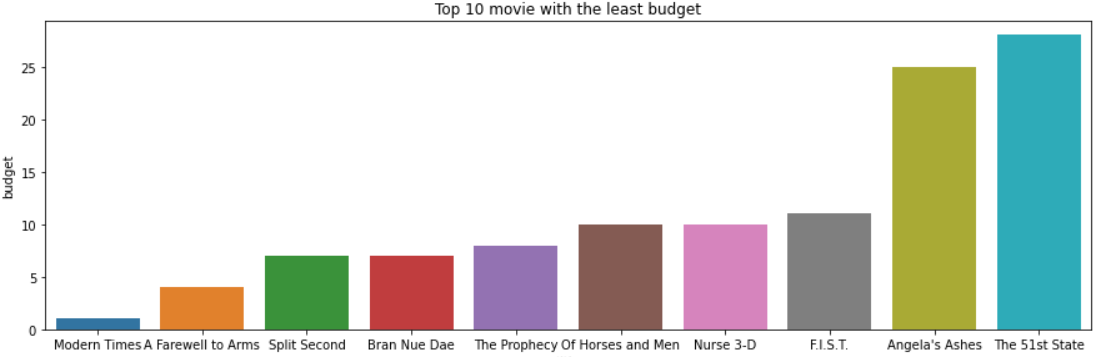 Top 10 movie with the least budget
budget
25
20
15
10
5
0
Modern Times A Farewell to Arms Split Second Bran Nue Dae The Prophecy Of Horses and Men Nurse 3-D F.I.S.T. Angela's Ashes The 51st State